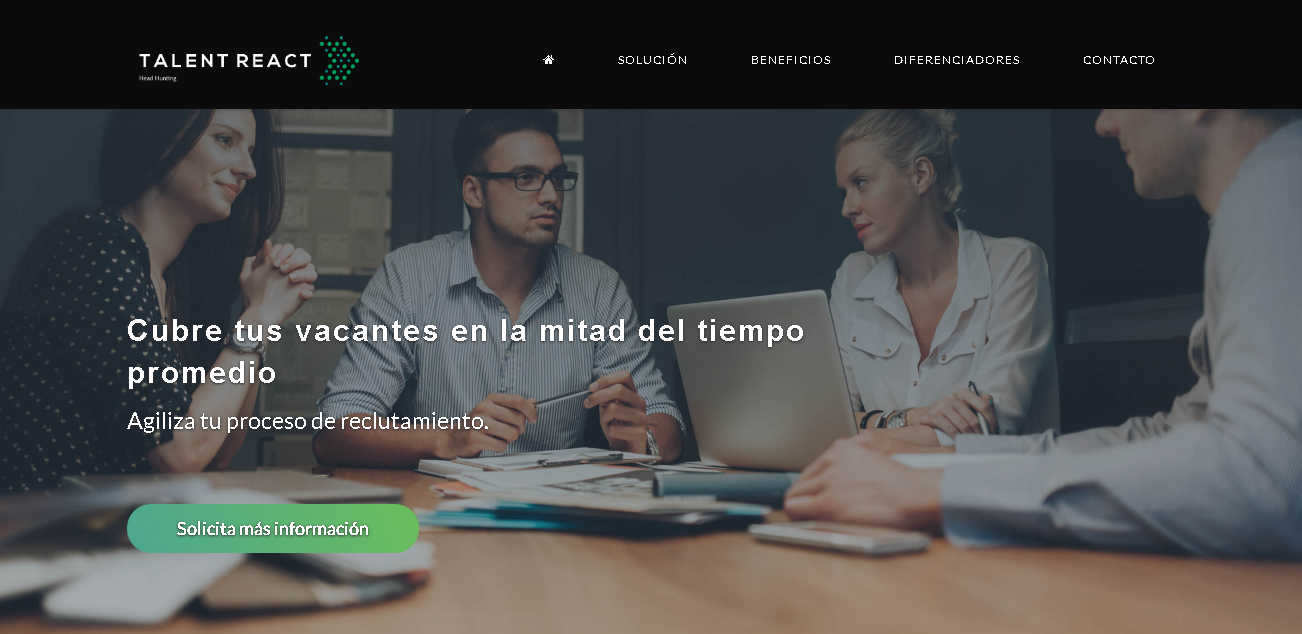 TALENT REACT
Head Hunting
SOLUCIÓN
BENEFICIOS
DIFERENCIADORES
CONTACTO
Cubre tus vacantes en la mitad del tiempo
promedio
Agiliza tu proceso de reclutamiento.
Solicita más información